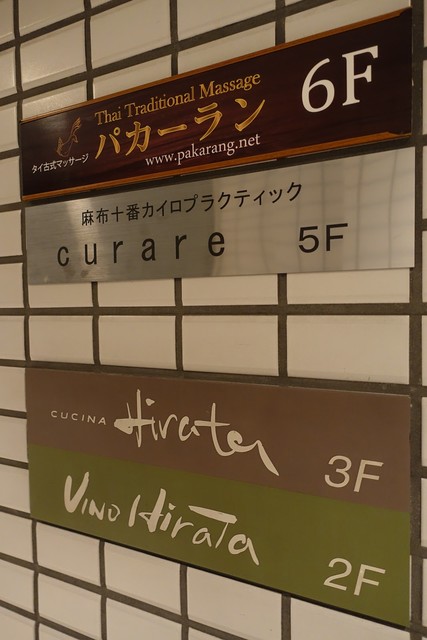 Thai Traditional Massage
パカーラン
タイ古式マッサージ
www.pakarang.net
6F
麻布十番カイロプラクティック
curare 5F
CUCINA Hirata 3F
VINO HIRATA 2F